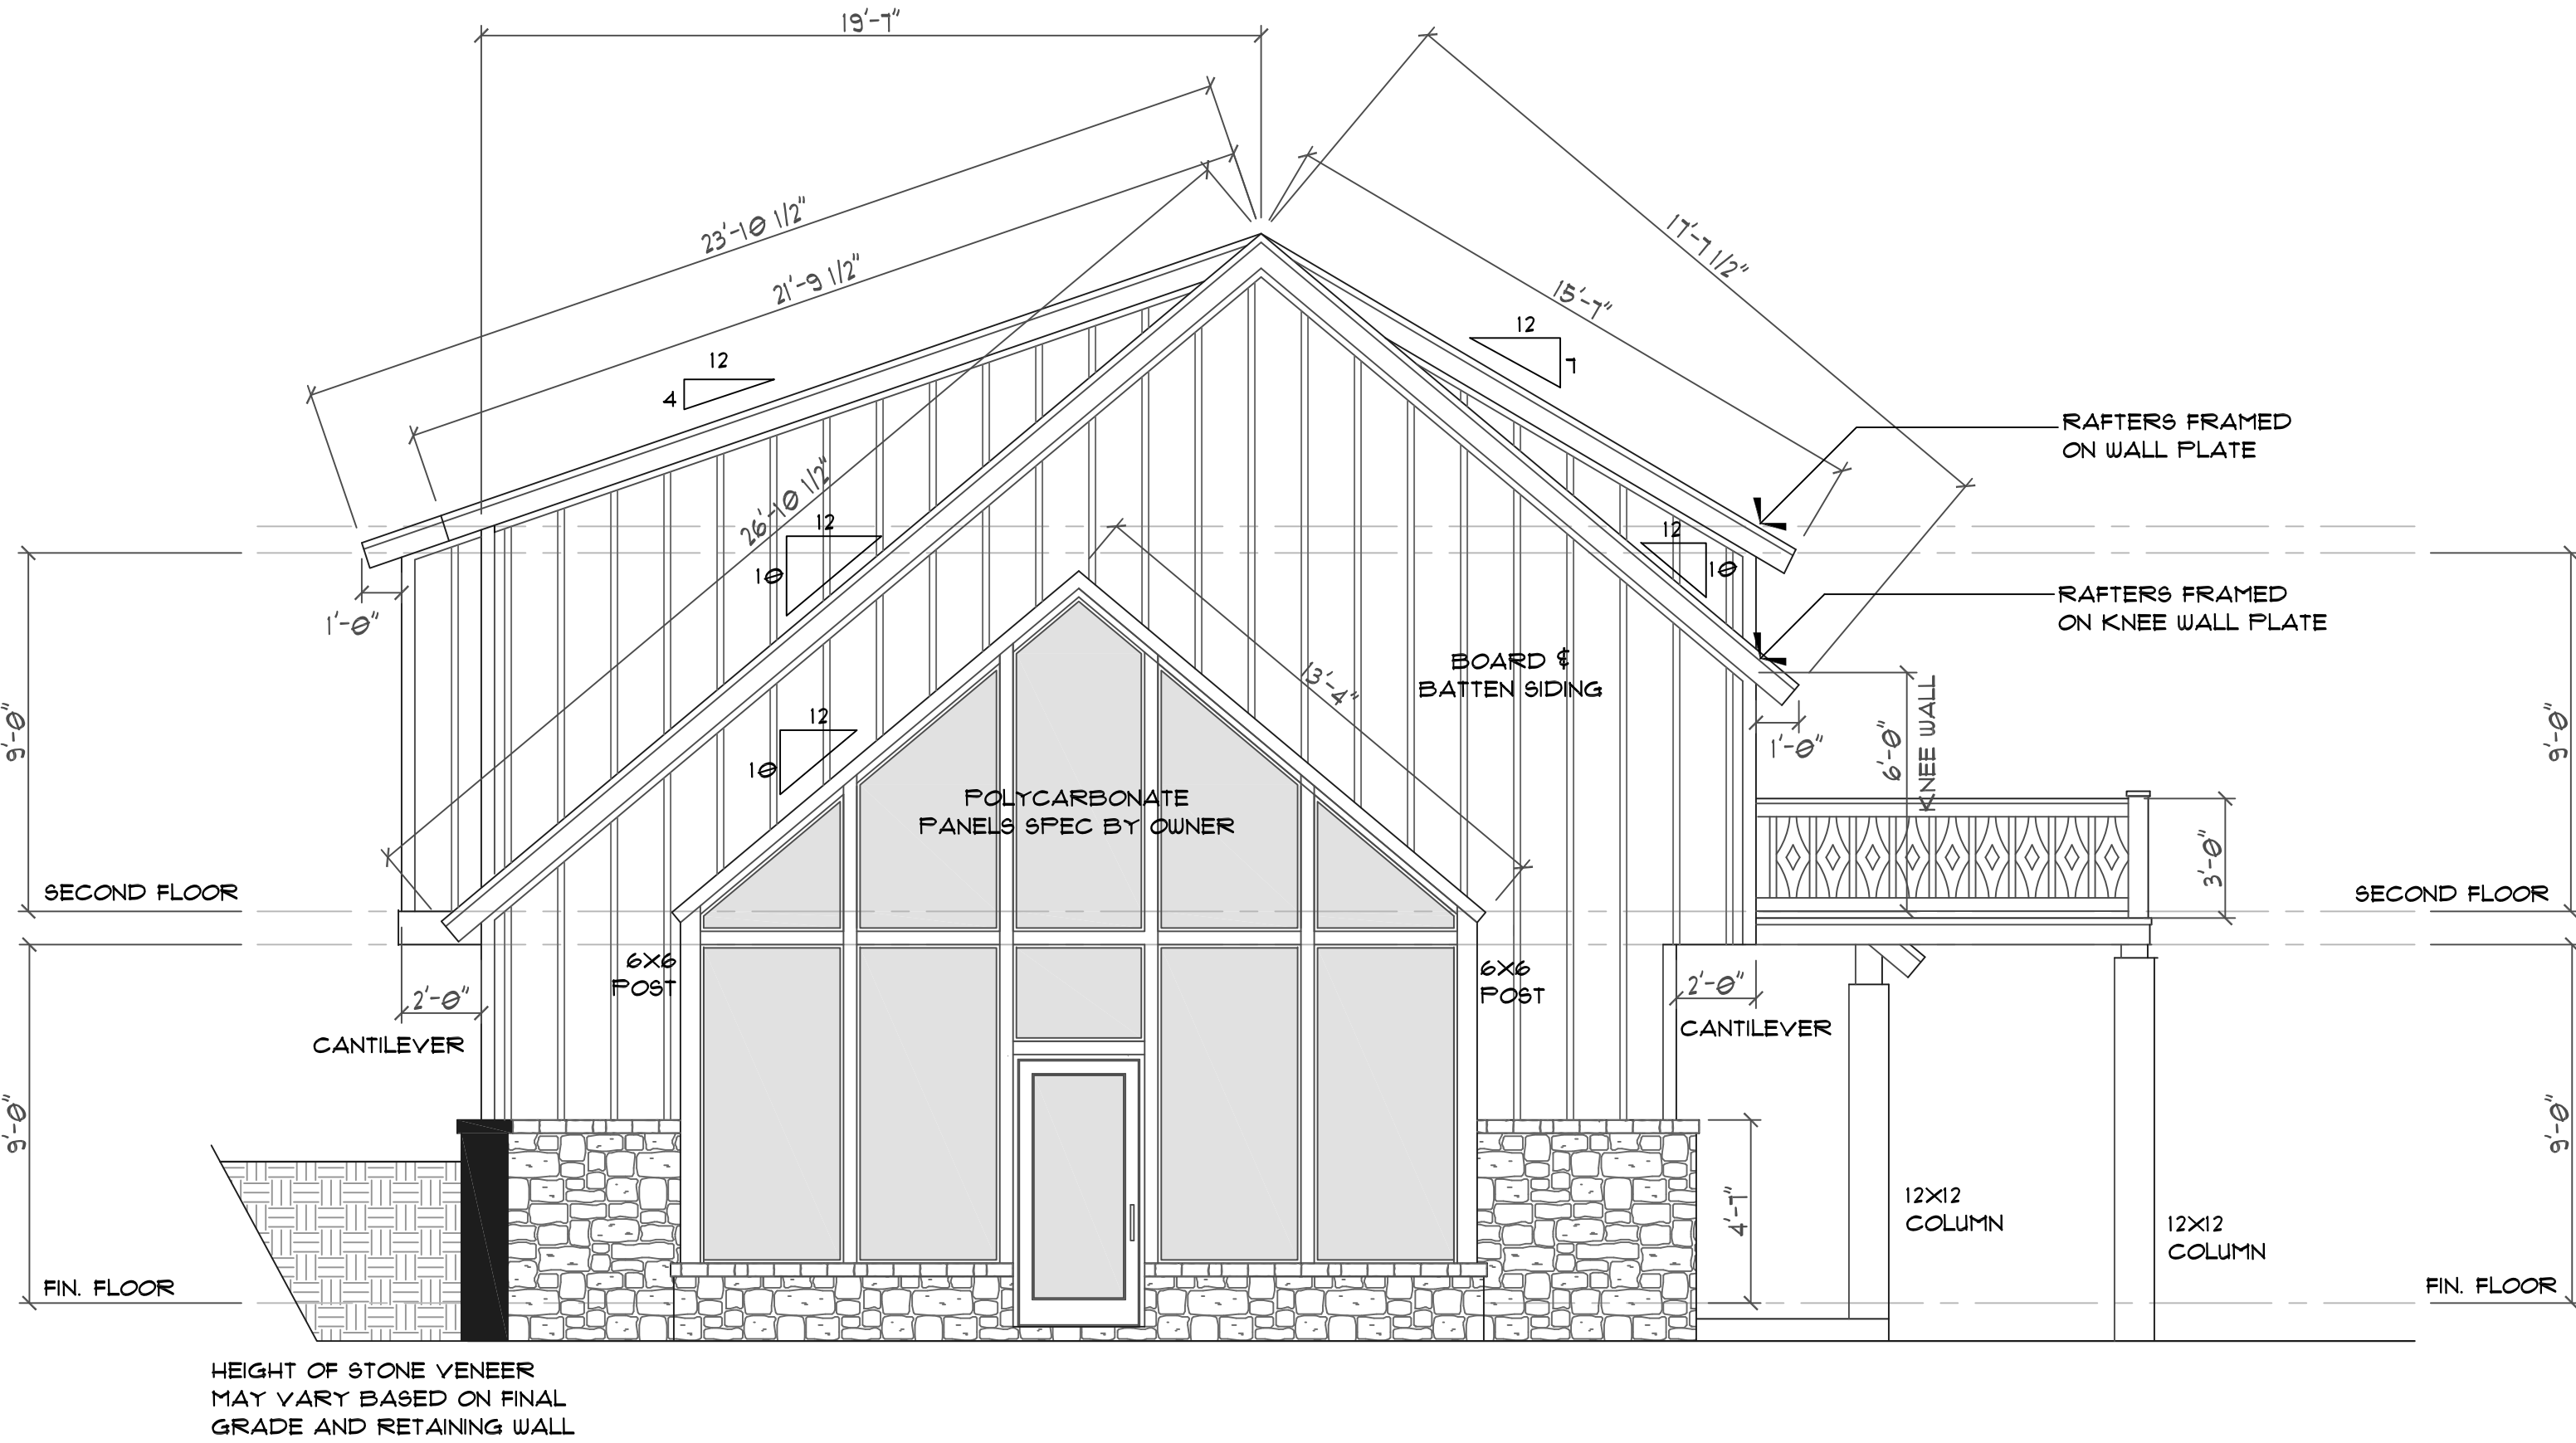 19'-7"
23'-10 1/2"
21'-9 1/2"
17'-7 1/2"
15'-7"
12
4
12
7
26'-10 1/2"
12
10
12
10
RAFTERS FRAMED
ON WALL PLATE
RAFTERS FRAMED
ON KNEE WALL PLATE
1'-0"
13'-4"
BOARD &
BATTEN SIDING
12
10
1'-0"
9'-0"
6'-0"
KNEE WALL
9'-0"
POLYCARBONATE
PANELS SPEC BY OWNER
3'-0"
SECOND FLOOR
SECOND FLOOR
6X6
POST
6X6
POST
2'-0"
CANTILEVER
2'-0"
CANTILEVER
9'-0"
9'-0"
4'-7"
12X12
COLUMN
12X12
COLUMN
FIN. FLOOR
FIN. FLOOR
HEIGHT OF STONE VENEER
MAY VARY BASED ON FINAL
GRADE AND RETAINING WALL